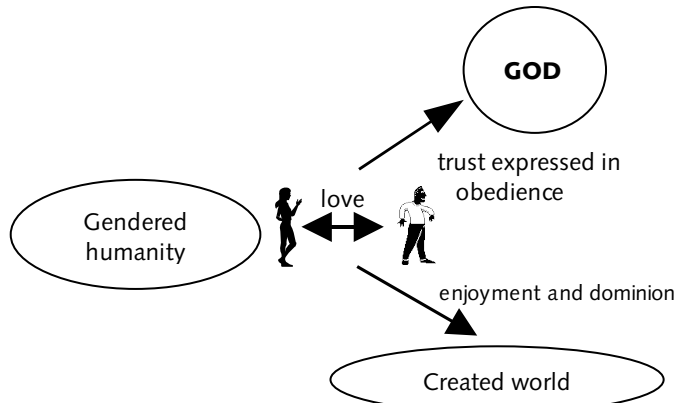 GOD
trust expressed in
obedience
love
Gendered
humanity
enjoyment and dominion
Created world